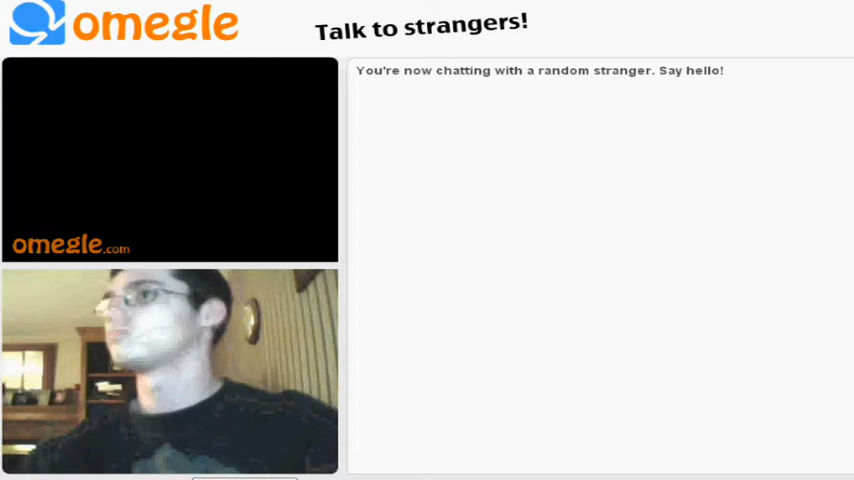 omegle
Talk to strangers!
You're now chatting with a random stranger. Say hello!
omegle.com